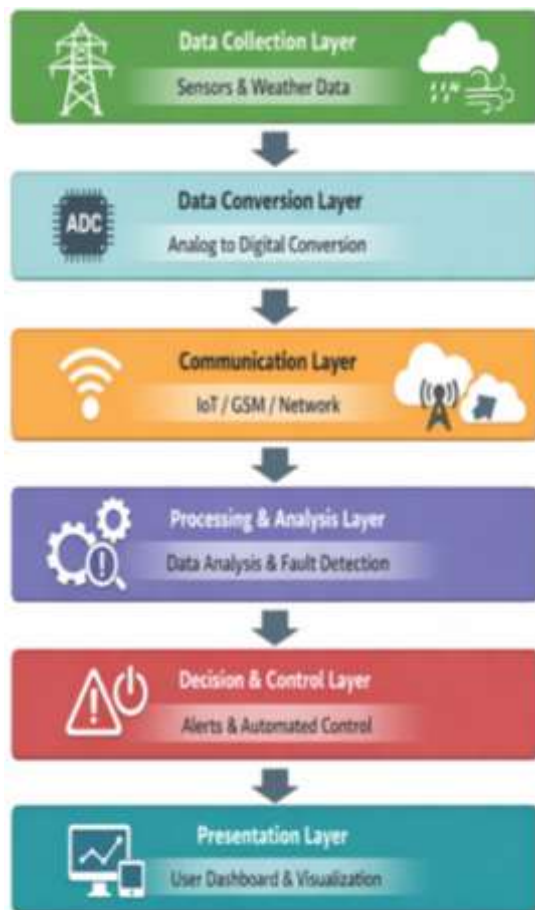 Data Collection Layer
Sensors & Weather Data
Data Conversion Layer
ADC
Analog to Digital Conversion
Communication Layer
IoT / GSM / Network
Processing & Analysis Layer
Data Analysis & Fault Detection
Decision & Control Layer
Alerts & Automated Control
Presentation Layer
User Dashboard & Visualization